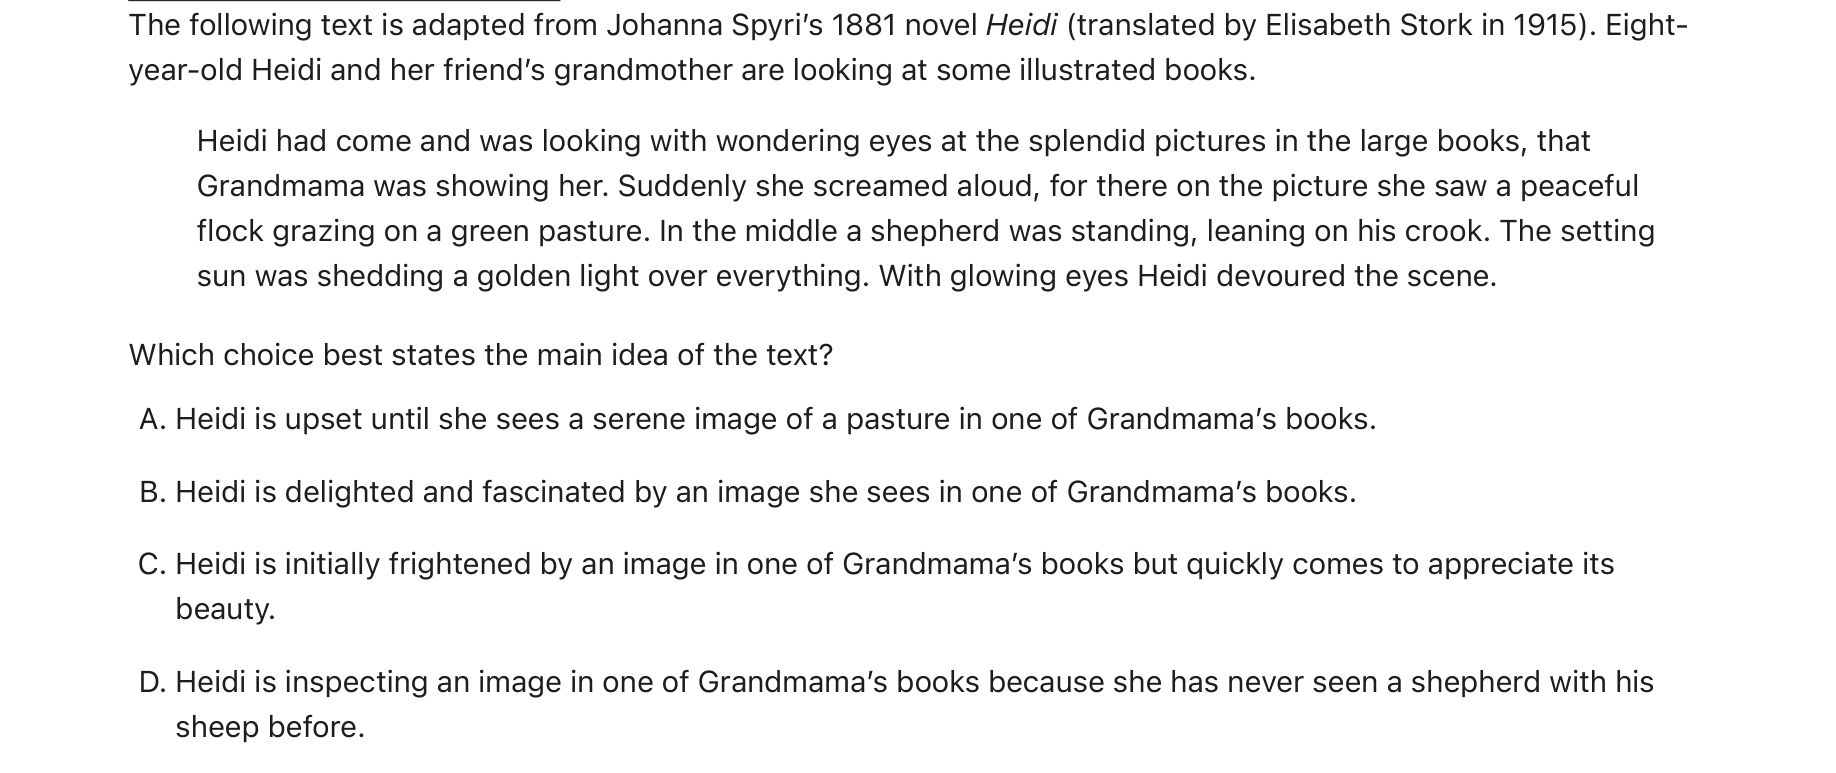 The following text is adapted from Johanna Spyri’s 1881 novel Heidi (translated by Elisabeth Stork in 1915). Eight-
year-old Heidi and her friend’s grandmother are looking at some illustrated books.
Heidi had come and was looking with wondering eyes at the splendid pictures in the large books, that
Grandmama was showing her. Suddenly she screamed aloud, for there on the picture she saw a peaceful
flock grazing on a green pasture. In the middle a shepherd was standing, leaning on his crook. The setting
sun was shedding a golden light over everything. With glowing eyes Heidi devoured the scene.
Which choice best states the main idea of the text?
A. Heidi is upset until she sees a serene image of a pasture in one of Grandmama’s books.
B. Heidi is delighted and fascinated by an image she sees in one of Grandmama’s books.
C. Heidi is initially frightened by an image in one of Grandmama’s books but quickly comes to appreciate its
beauty.
D. Heidi is inspecting an image in one of Grandmama’s books because she has never seen a shepherd with his
sheep before.